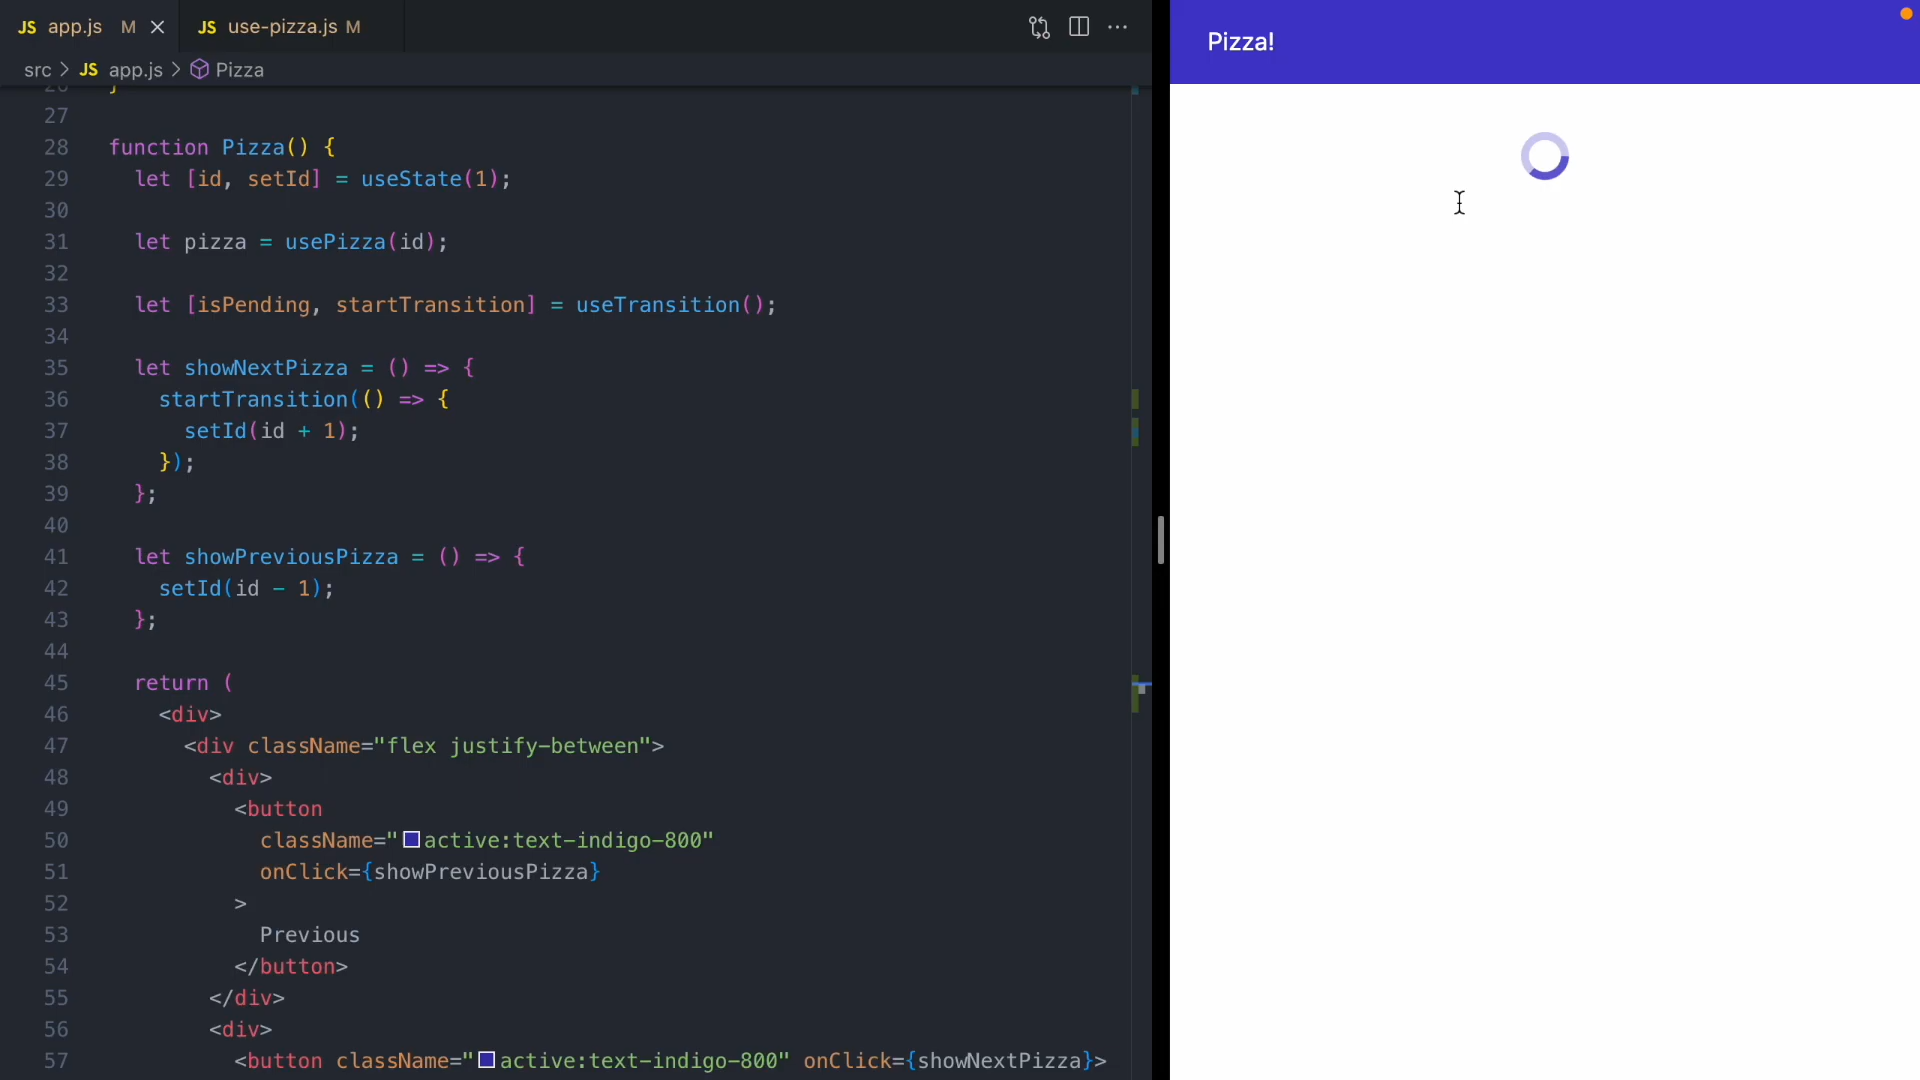 JS app.js M
JS use-pizza.js M
src > JS app.js > Pizza
26 }
27
28 function Pizza() {
29 let [id, setId] = useState(1);
30
31 let pizza = usePizza(id);
32
33 let [isPending, startTransition] = useTransition();
34
35 let showNextPizza = () => {
36 startTransition(() => {
37 setId(id + 1);
38 });
39 };
40
41 let showPreviousPizza = () => {
42 setId(id - 1);
43 };
44
45 return (
46 <div>
47 <div className="flex justify-between">
48 <div>
49 <button
50 className="active:text-indigo-800"
51 onClick={showPreviousPizza}
52 >
53 Previous
54 </button>
55 </div>
56 <div>
57 <button className="active:text-indigo-800" onClick={showNextPizza}>
Pizza!